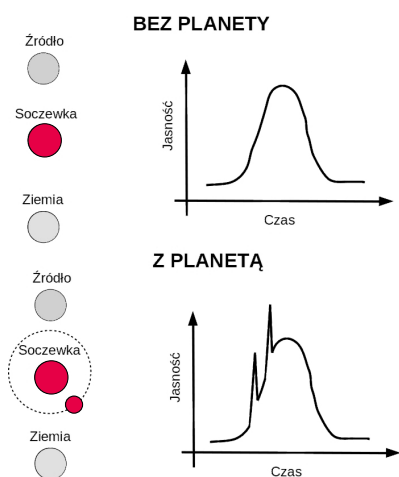 BEZ PLANETY
Źródło
Soczewka
Ziemia
Jasność
Czas
Z PLANETĄ
Źródło
Soczewka
Ziemia
Jasność
Czas